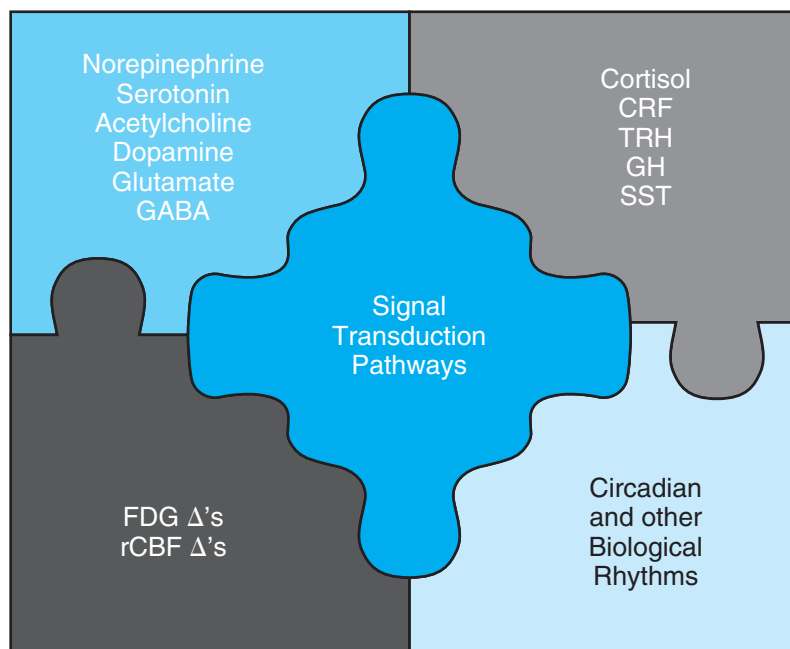 Norepinephrine
Serotonin
Acetylcholine
Dopamine
Glutamate
GABA
Cortisol
CRF
TRH
GH
SST
Signal
Transduction
Pathways
FDG Δ's
rCBF Δ's
Circadian
and other
Biological
Rhythms